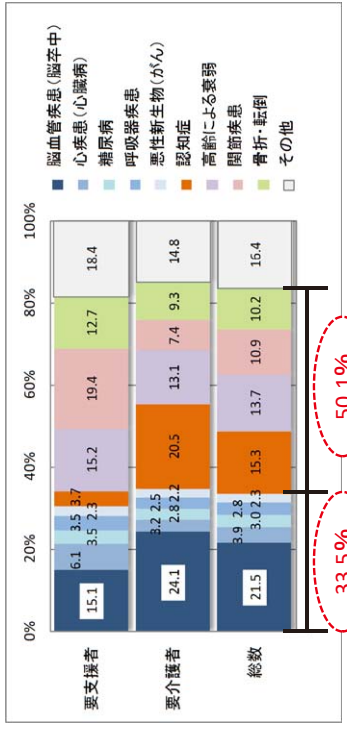 脳血管疾患(脳卒中)
心疾患(心臓病)
糖尿病
呼吸器疾患
悪性新生物(がん)
認知症
高齢による衰弱
関節疾患
骨折・転倒
その他
0% 20% 40% 60% 80% 100%
要支援者 15.1 6.1 3.5 3.5 2.3 3.7 15.2 19.4 12.7 18.4
要介護者 24.1 3.2 2.8 2.5 2.2 20.5 13.1 7.4 9.3 14.8
総数 21.5 3.9 3.0 2.8 2.3 15.3 13.7 10.9 10.2 16.4
33.5% 50.1%